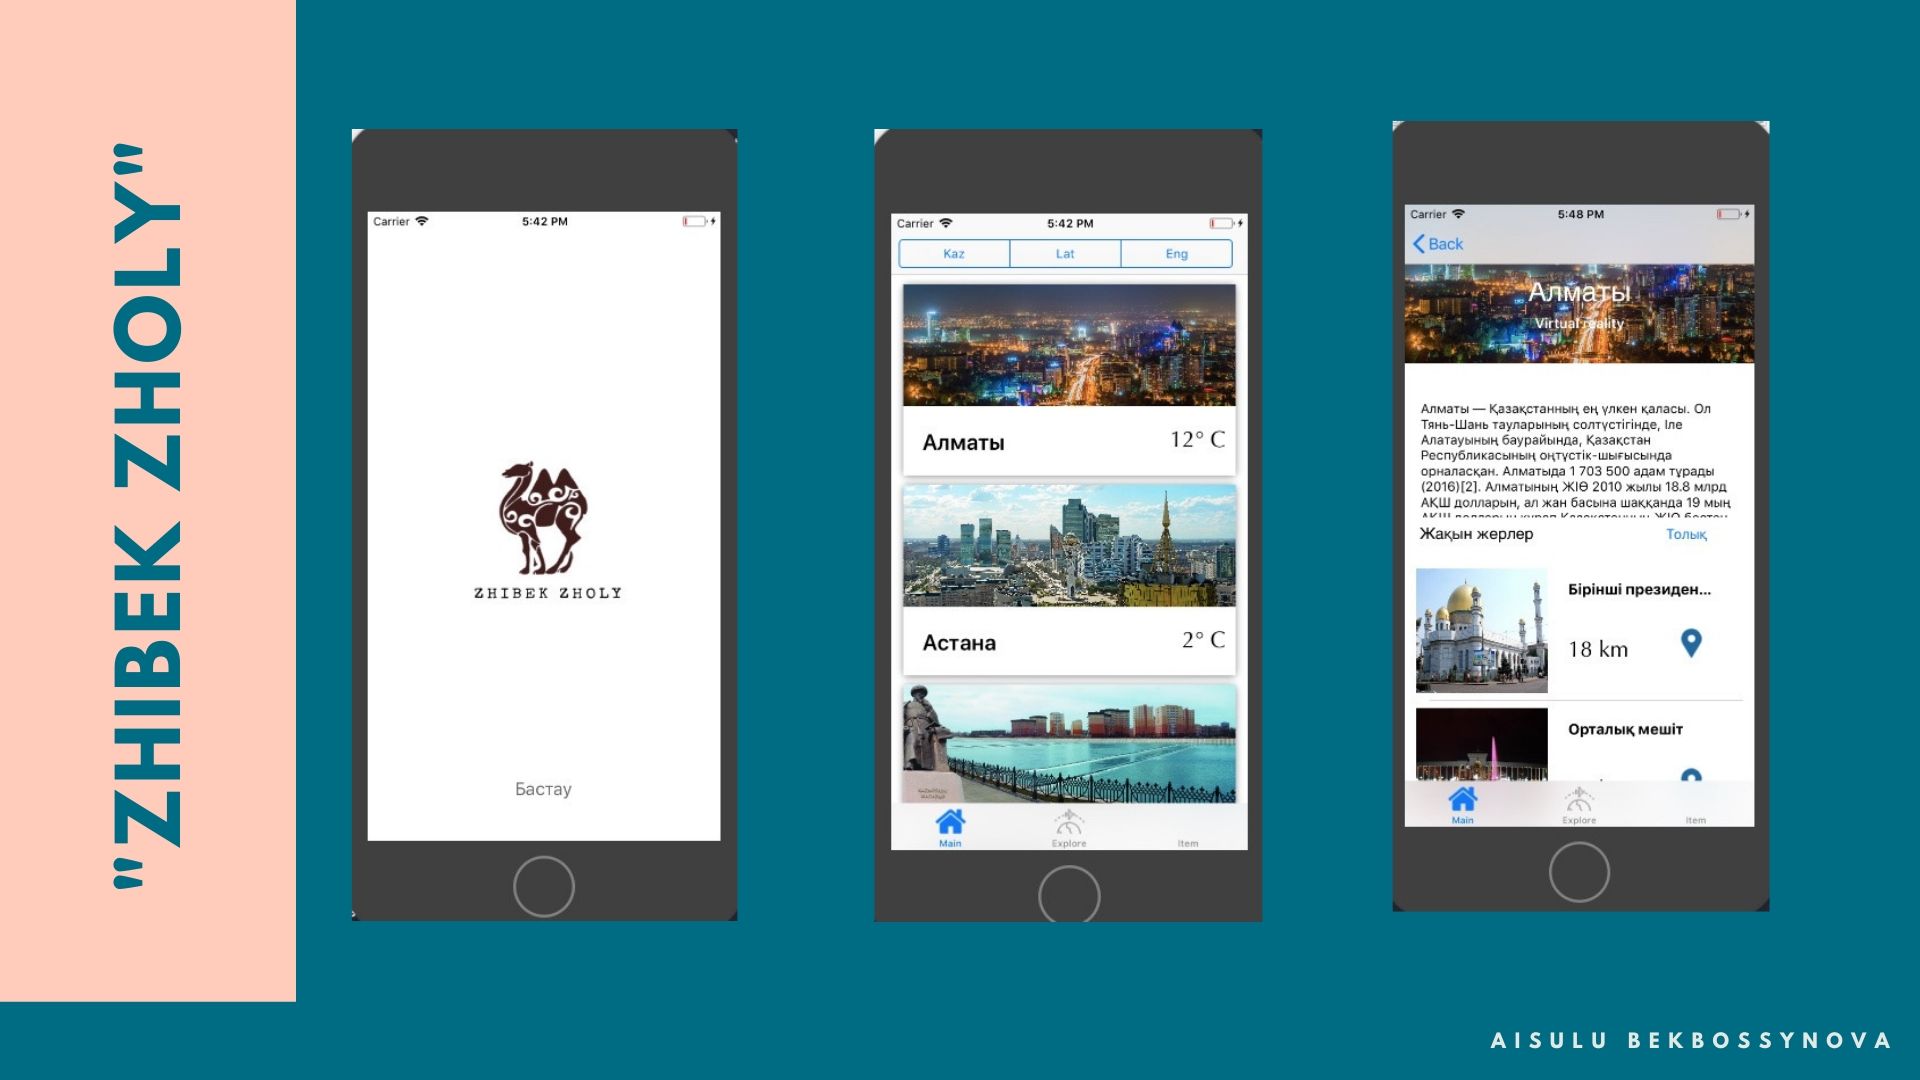 "ZHIBEK ZHOLY"
Carrier 5:42 PM
ZHIBEK ZHOLY
Бастау
Carrier 5:42 PM
Kaz Lat Eng
Алматы 12° C
Астана 2° C
Main Explore Item
Carrier 5:48 PM
Back
Алматы
Virtual reality
Алматы — Қазақстанның ең үлкен қаласы. Ол
Тянь-Шань тауларының солтүстігінде, Іле
Алатауының баурайында, Қазақстан
Республикасының оңтүстік-шығысында
орналасқан. Алматыда 1 703 500 адам тұрады
(2016)[2]. Алматының ЖІӨ 2010 жылы 18.8 млрд
АҚШ долларын, ал жан басына шаққанда 19 мың
Жақын жерлер Толық
Бірінші президен...
18 km
Орталық мешіт
Main Explore Item
AISULU BEKBOSSYNOVA